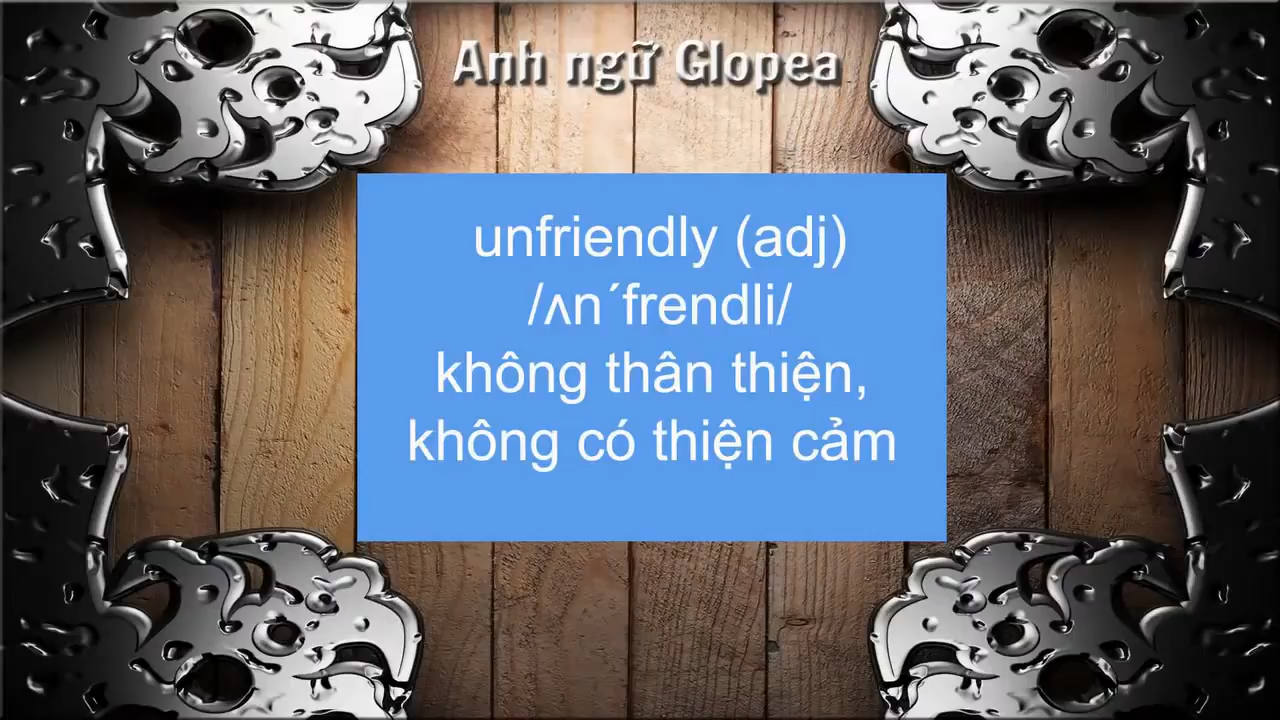 Anh ngữ Glopea
unfriendly (adj)
/ʌn´frendli/
không thân thiện,
không có thiện cảm